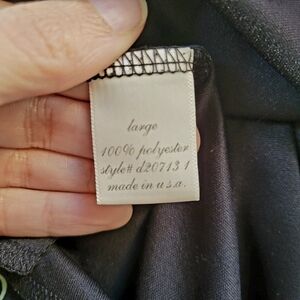 large
100% polyester
style# d20713 1
made in u.s.a.